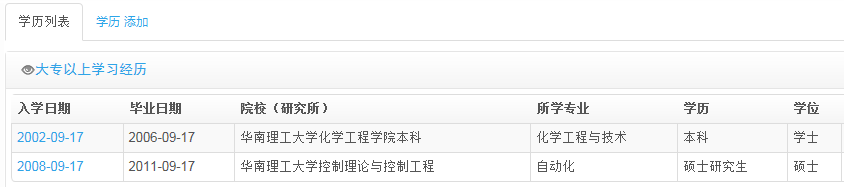 学历列表 学历 添加
大专以上学习经历
入学日期 毕业日期 院校（研究所） 所学专业 学历 学位
2002-09-17 2006-09-17 华南理工大学化学工程学院本科 化学工程与技术 本科 学士
2008-09-17 2011-09-17 华南理工大学控制理论与控制工程 自动化 硕士研究生 硕士